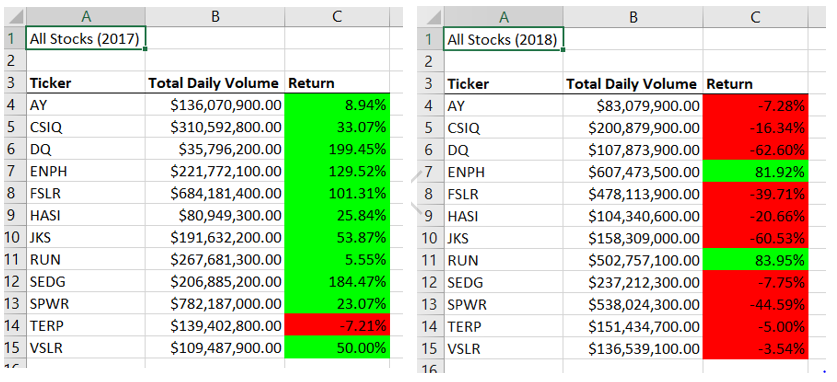 A B C
1 All Stocks (2017)
2
3 Ticker Total Daily Volume Return
4 AY $136,070,900.00 8.94%
5 CSIQ $310,592,800.00 33.07%
6 DQ $35,796,200.00 199.45%
7 ENPH $221,772,100.00 129.52%
8 FSLR $684,181,400.00 101.31%
9 HASI $80,949,300.00 25.84%
10 JKS $191,632,200.00 53.87%
11 RUN $267,681,300.00 5.55%
12 SEDG $206,885,200.00 184.47%
13 SPWR $782,187,000.00 23.07%
14 TERP $139,402,800.00 -7.21%
15 VSLR $109,487,900.00 50.00%
A B C
1 All Stocks (2018)
2
3 Ticker Total Daily Volume Return
4 AY $83,079,900.00 -7.28%
5 CSIQ $200,879,900.00 -16.34%
6 DQ $107,873,900.00 -62.60%
7 ENPH $607,473,500.00 81.92%
8 FSLR $478,113,900.00 -39.71%
9 HASI $104,340,600.00 -20.66%
10 JKS $158,309,000.00 -60.53%
11 RUN $502,757,100.00 83.95%
12 SEDG $237,212,300.00 -7.75%
13 SPWR $538,024,300.00 -44.59%
14 TERP $151,434,700.00 -5.00%
15 VSLR $136,539,100.00 -3.54%
16